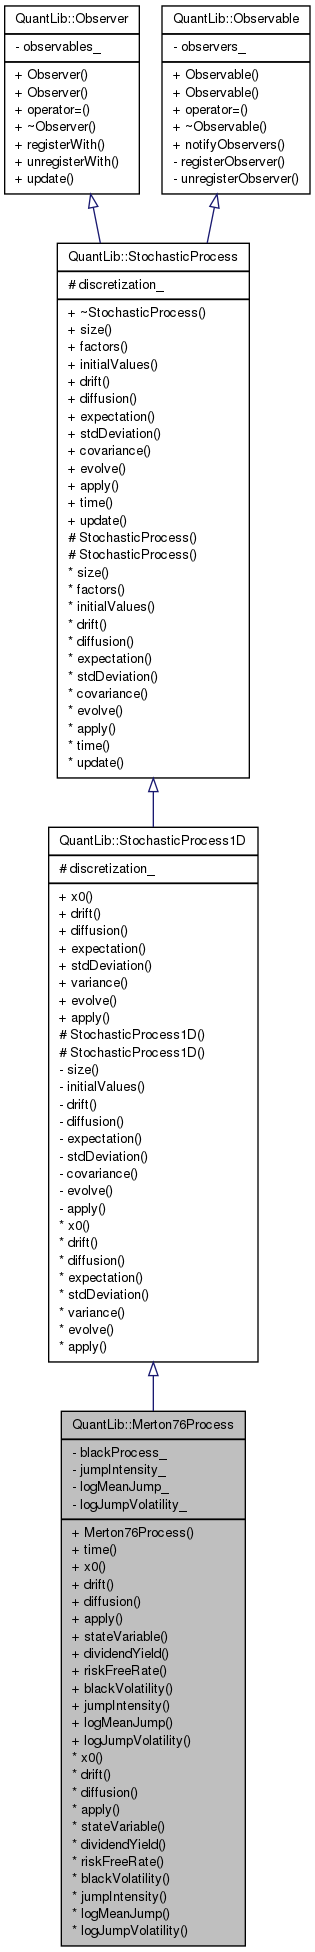 QuantLib::Observer
- observables_
+ Observer()
+ Observer()
+ operator=()
+ ~Observer()
+ registerWith()
+ unregisterWith()
+ update()
QuantLib::Observable
- observers_
+ Observable()
+ Observable()
+ operator=()
+ ~Observable()
+ notifyObservers()
- registerObserver()
- unregisterObserver()
QuantLib::StochasticProcess
# discretization_
+ ~StochasticProcess()
+ size()
+ factors()
+ initialValues()
+ drift()
+ diffusion()
+ expectation()
+ stdDeviation()
+ covariance()
+ evolve()
+ apply()
+ time()
+ update()
# StochasticProcess()
# StochasticProcess()
* size()
* factors()
* initialValues()
* drift()
* diffusion()
* expectation()
* stdDeviation()
* covariance()
* evolve()
* apply()
* time()
* update()
QuantLib::StochasticProcess1D
# discretization_
+ x0()
+ drift()
+ diffusion()
+ expectation()
+ stdDeviation()
+ variance()
+ evolve()
+ apply()
# StochasticProcess1D()
# StochasticProcess1D()
- size()
- initialValues()
- drift()
- diffusion()
- expectation()
- stdDeviation()
- covariance()
- evolve()
- apply()
* x0()
* drift()
* diffusion()
* expectation()
* stdDeviation()
* variance()
* evolve()
* apply()
QuantLib::Merton76Process
- blackProcess_
- jumpIntensity_
- logMeanJump_
- logJumpVolatility_
+ Merton76Process()
+ time()
+ x0()
+ drift()
+ diffusion()
+ apply()
+ stateVariable()
+ dividendYield()
+ riskFreeRate()
+ blackVolatility()
+ jumpIntensity()
+ logMeanJump()
+ logJumpVolatility()
* x0()
* drift()
* diffusion()
* apply()
* stateVariable()
* dividendYield()
* riskFreeRate()
* blackVolatility()
* jumpIntensity()
* logMeanJump()
* logJumpVolatility()